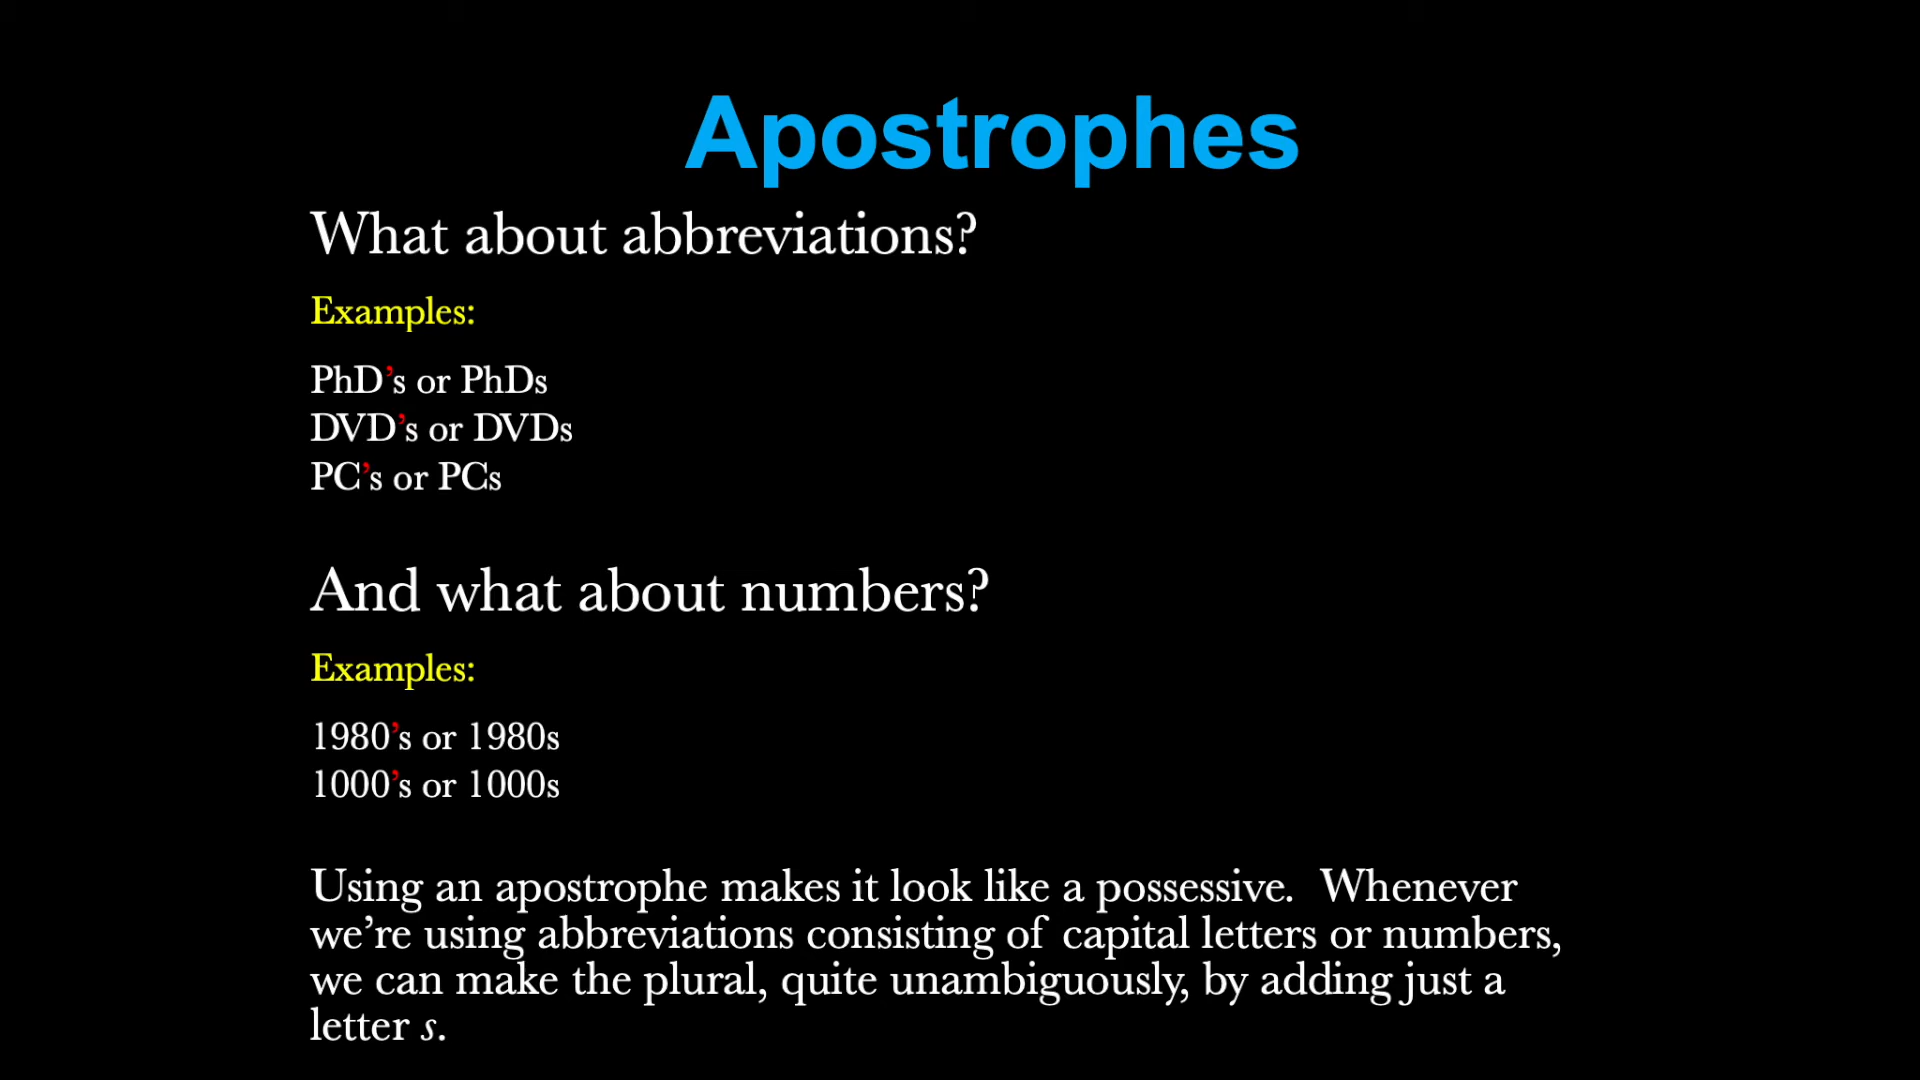 Apostrophes
What about abbreviations?
Examples:
PhD’s or PhDs
DVD’s or DVDs
PC’s or PCs
And what about numbers?
Examples:
1980’s or 1980s
1000’s or 1000s
Using an apostrophe makes it look like a possessive.  Whenever
we’re using abbreviations consisting of capital letters or numbers,
we can make the plural, quite unambiguously, by adding just a
letter s.